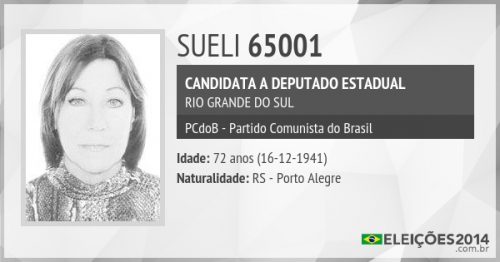 SUELI 65001
CANDIDATA A DEPUTADO ESTADUAL
RIO GRANDE DO SUL
PCdoB - Partido Comunista do Brasil
Idade: 72 anos (16-12-1941)
Naturalidade: RS - Porto Alegre
ELEIÇÕES2014
.com.br